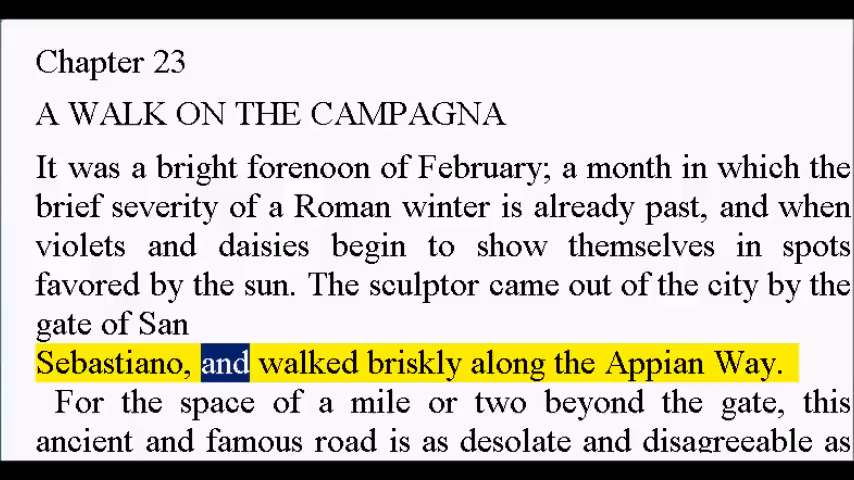 Chapter 23
A WALK ON THE CAMPAGNA
It was a bright forenoon of February; a month in which the
brief severity of a Roman winter is already past, and when
violets and daisies begin to show themselves in spots
favored by the sun. The sculptor came out of the city by the
gate of San
Sebastiano, and walked briskly along the Appian Way.
For the space of a mile or two beyond the gate, this
ancient and famous road is as desolate and disagreeable as